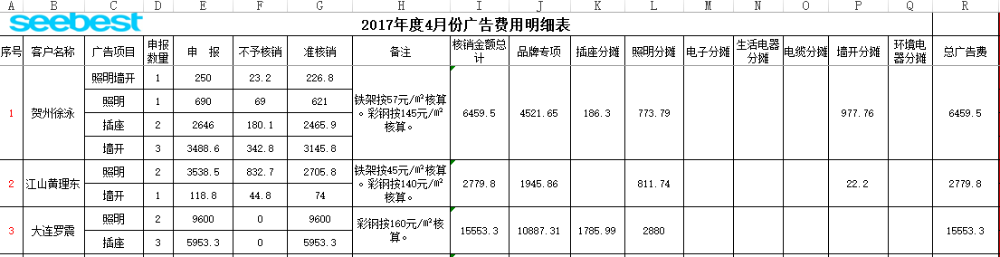 A B C D E F G H I J K L M N O P Q R
seebest 2017年度4月份广告费用明细表
序号 客户名称 广告项目 申报数量 申 报 不予核销 准核销 备注 核销金额总计 品牌专项 插座分摊 照明分摊 电子分摊 生活电器分摊 电缆分摊 墙开分摊 环境电器分摊 总广告费
1 贺州徐泳 照明墙开 1 250 23.2 226.8 铁架按57元/㎡核算。彩钢按145元/㎡核算。 6459.5 4521.65 186.3 773.79 977.76 6459.5
照明 1 690 69 621
插座 2 2646 180.1 2465.9
墙开 3 3488.6 342.8 3145.8
2 江山黄理东 照明 2 3538.5 832.7 2705.8 铁架按45元/㎡核算。彩钢按140元/㎡核算。 2779.8 1945.86 811.74 22.2 2779.8
墙开 1 118.8 44.8 74
3 大连罗震 照明 2 9600 0 9600 彩钢按160元/㎡核算。 15553.3 10887.31 1785.99 2880 15553.3
插座 3 5953.3 0 5953.3